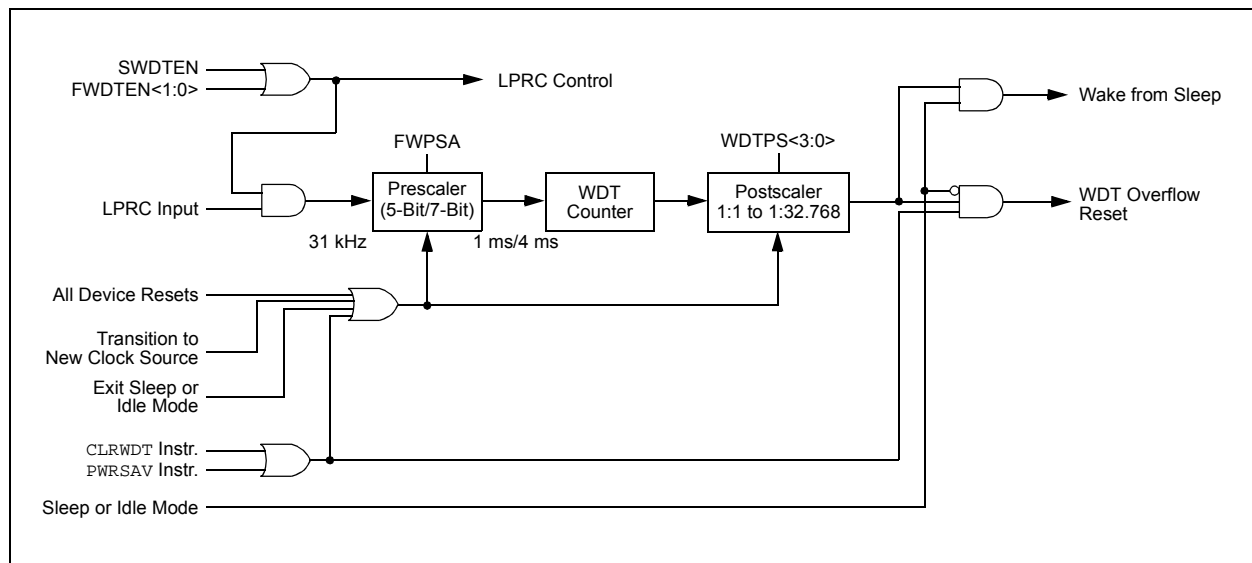 SWDTEN
FWDTEN<1:0>
LPRC Control
Wake from Sleep
FWPSA
WDTPS<3:0>
LPRC Input
Prescaler
(5-Bit/7-Bit)
WDT
Counter
Postscaler
1:1 to 1:32.768
WDT Overflow
Reset
31 kHz
1 ms/4 ms
All Device Resets
Transition to
New Clock Source
Exit Sleep or
Idle Mode
CLRWDT Instr.
PWRSAV Instr.
Sleep or Idle Mode